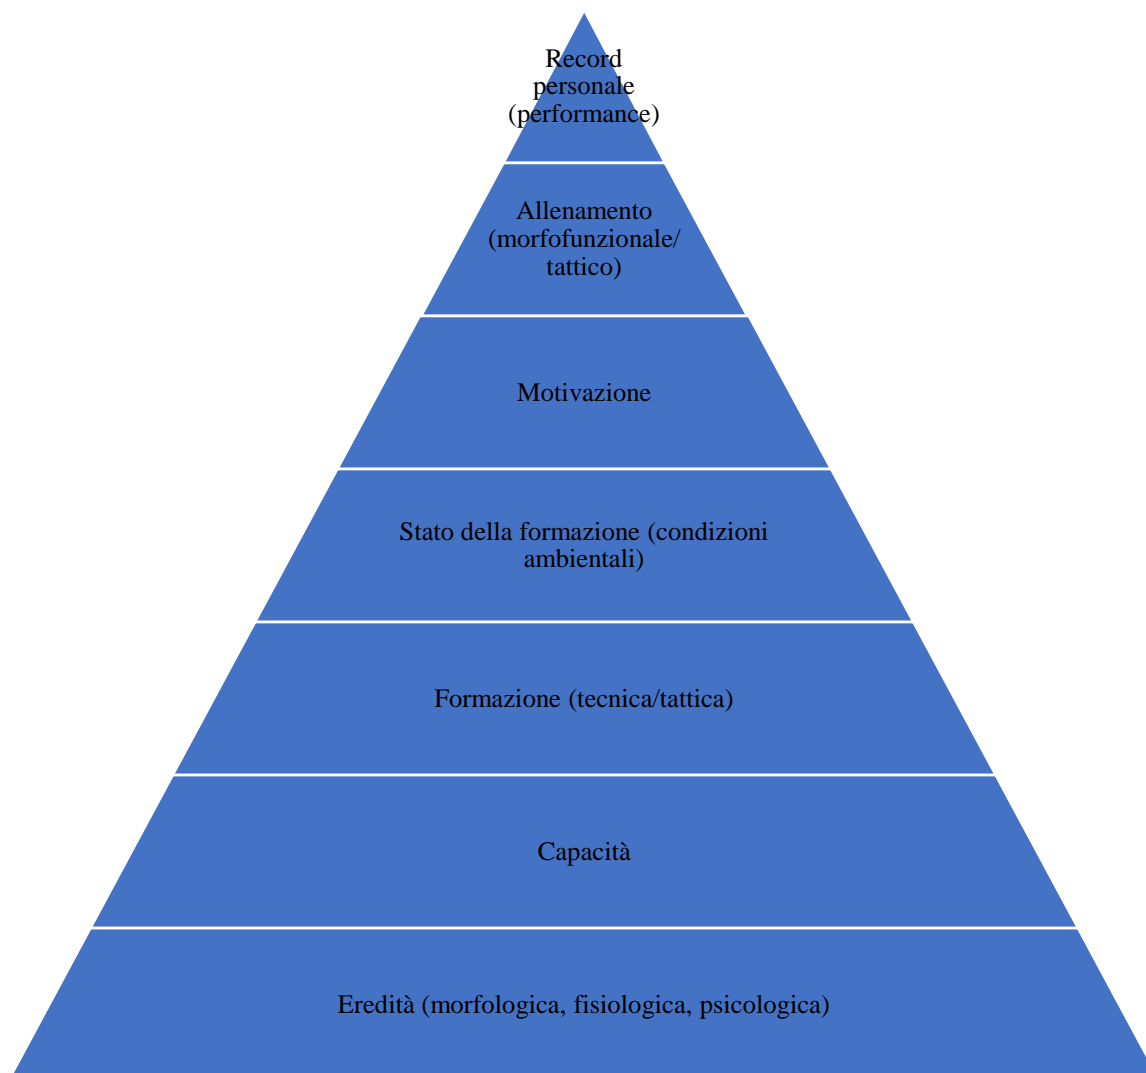 Record
personale
(performance)
Allenamento
(morfofunzionale/
tattico)
Motivazione
Stato della formazione (condizioni
ambientali)
Formazione (tecnica/tattica)
Capacità
Eredità (morfologica, fisiologica, psicologica)